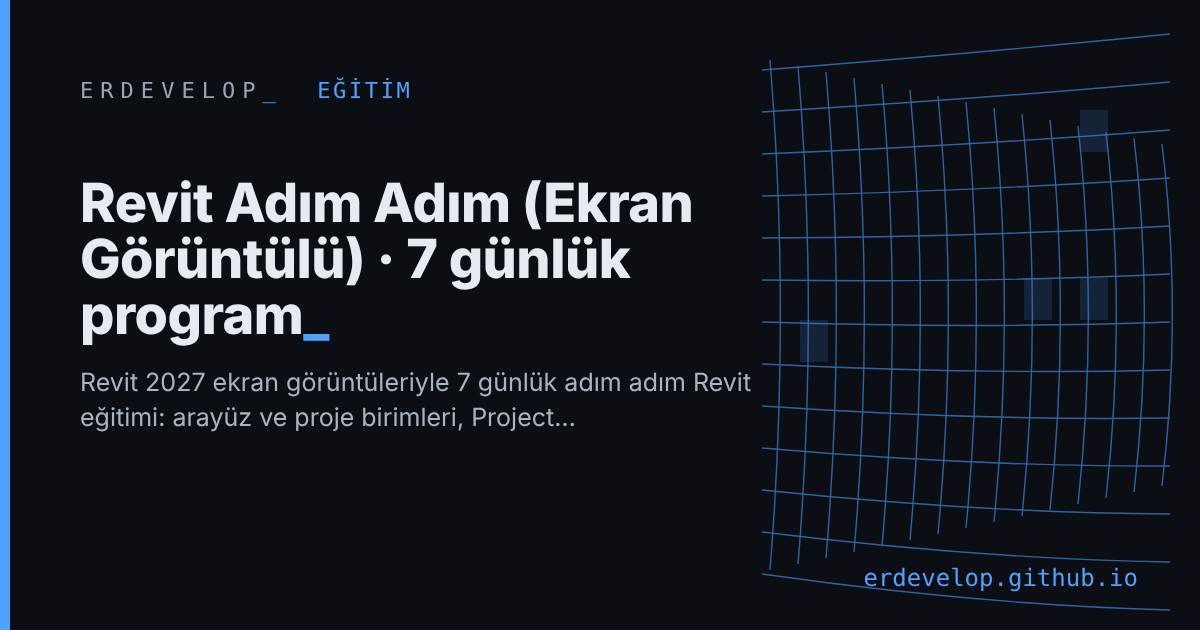 ERDEVELOP_ EĞİTİM
Revit Adım Adım (Ekran
Görüntülü) · 7 günlük
program_
Revit 2027 ekran görüntüleriyle 7 günlük adım adım Revit
eğitimi: arayüz ve proje birimleri, Project...
erdevelop.github.io